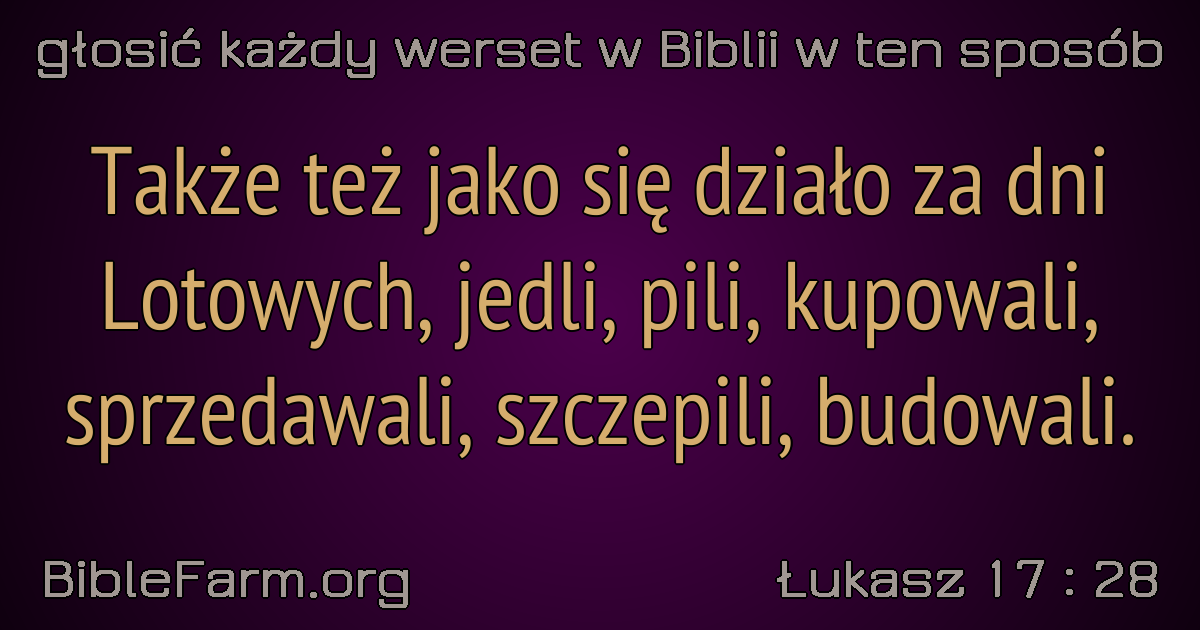 głosić każdy werset w Biblii w ten sposób
Także też jako się działo za dni
Lotowych, jedli, pili, kupowali,
sprzedawali, szczepili, budowali.
BibleFarm.org
Łukasz 17 : 28